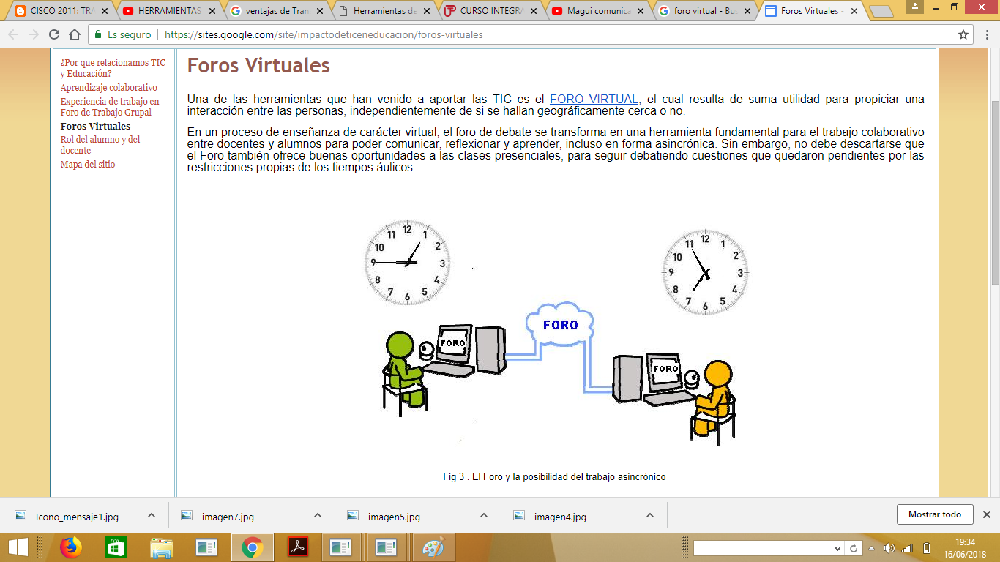 CISCO 2011: TRA
HERRAMIENTAS
ventajas de Tran
Herramientas de
CURSO INTEGRA
Magui comunica
foro virtual - Bus
Foros Virtuales -
Es seguro
https://sites.google.com/site/impactodeticeneducacion/foros-virtuales
¿Por que relacionamos TIC
y Educación?
Aprendizaje colaborativo
Experiencia de trabajo en
Foro de Trabajo Grupal
Foros Virtuales
Rol del alumno y del
docente
Mapa del sitio
Foros Virtuales
Una de las herramientas que han venido a aportar las TIC es el FORO VIRTUAL, el cual resulta de suma utilidad para propiciar una
interacción entre las personas, independientemente de si se hallan geográficamente cerca o no.
En un proceso de enseñanza de carácter virtual, el foro de debate se transforma en una herramienta fundamental para el trabajo colaborativo
entre docentes y alumnos para poder comunicar, reflexionar y aprender, incluso en forma asincrónica. Sin embargo, no debe descartarse que
el Foro también ofrece buenas oportunidades a las clases presenciales, para seguir debatiendo cuestiones que quedaron pendientes por las
restricciones propias de los tiempos áulicos.
12 1 2 3 4 5 6 7 8 9 10 11
12 1 2 3 4 5 6 7 8 9 10 11
FORO
FORO
FORO
Fig 3 . El Foro y la posibilidad del trabajo asincrónico
Icono_mensaje1.jpg
imagen7.jpg
imagen5.jpg
imagen4.jpg
Mostrar todo
19:34
16/06/2018